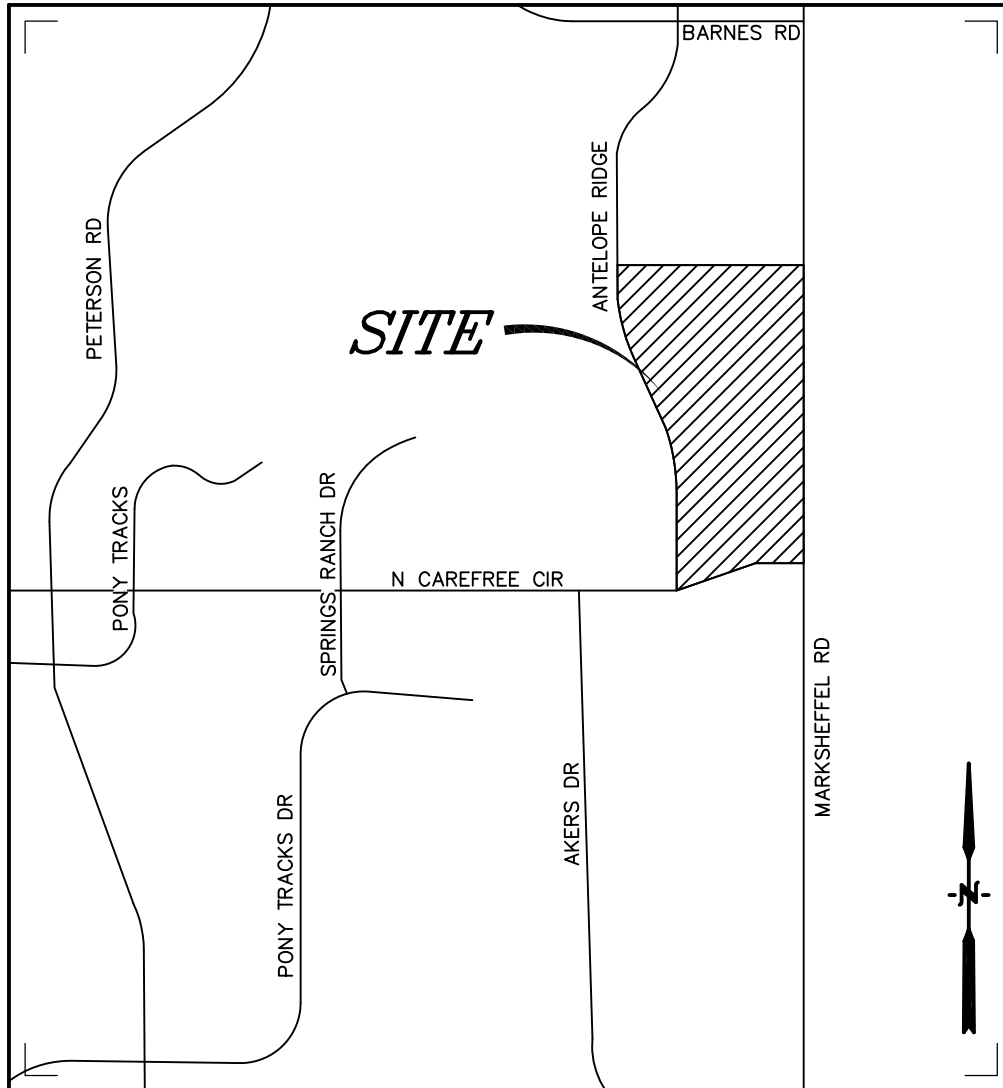 BARNES RD
ANTELOPE RIDGE
PETERSON RD
SITE
PONY TRACKS
SPRINGS RANCH DR
N CAREFREE CIR
MARKSHEFFEL RD
AKERS DR
PONY TRACKS DR
N